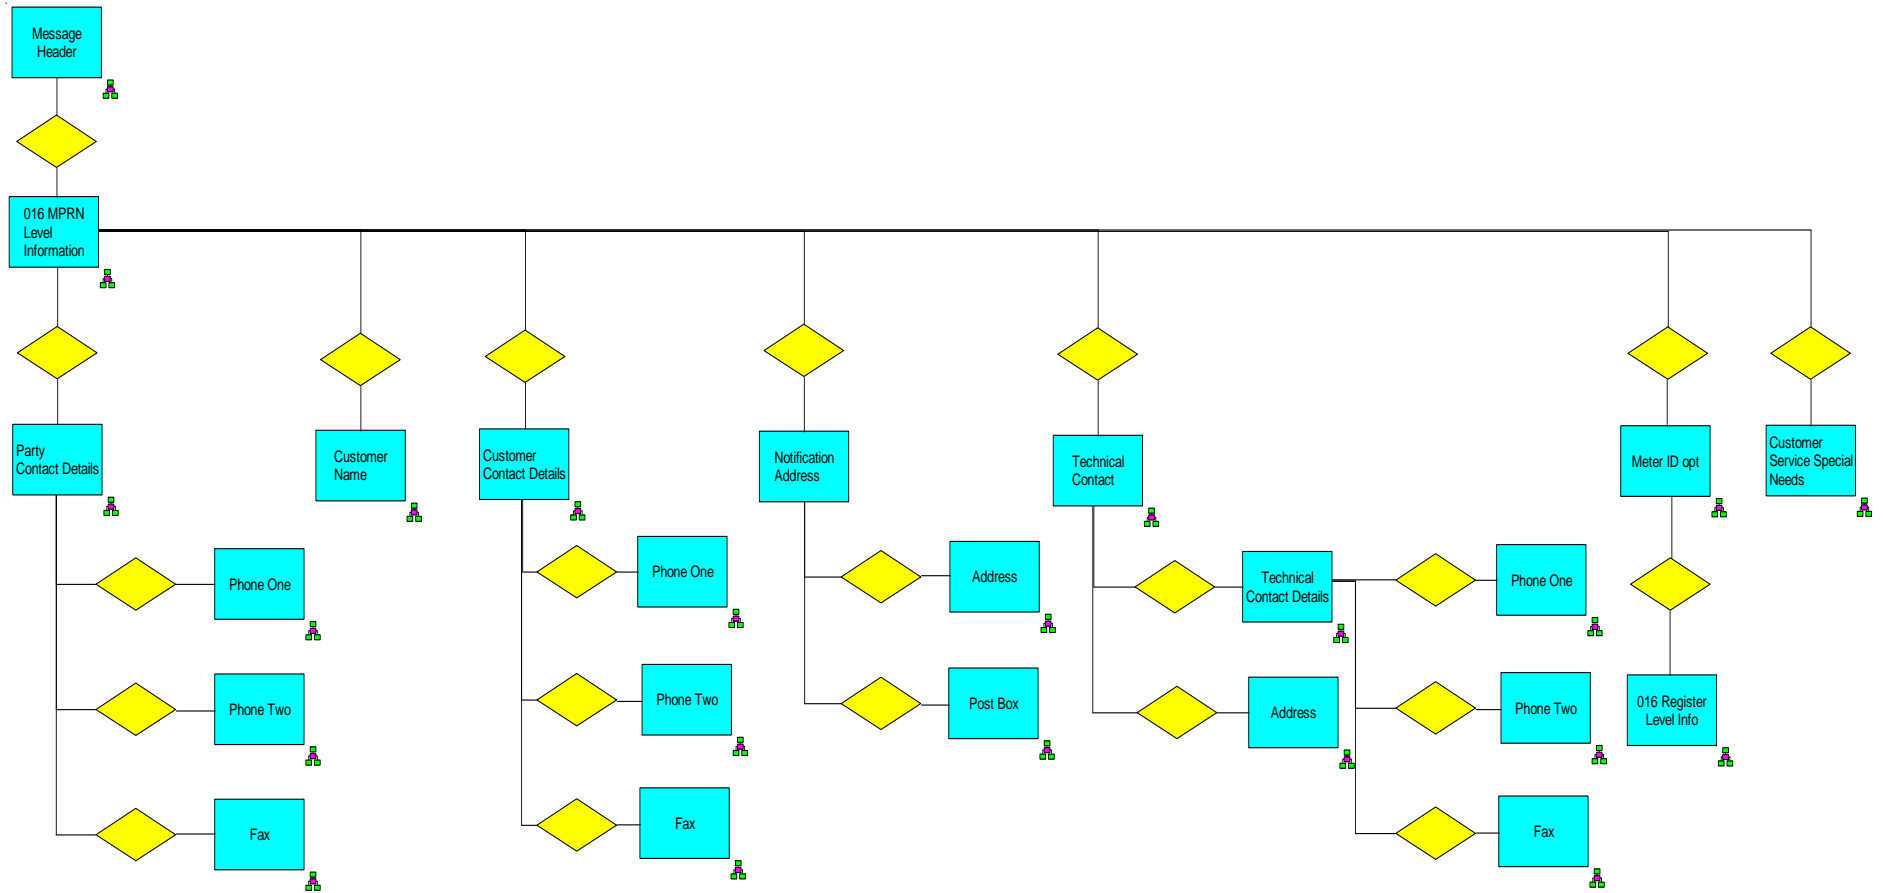 Message
Header
016 MPRN
Level
Information
Party
Contact Details
Customer
Name
Customer
Contact Details
Notification
Address
Technical
Contact
Meter ID opt
Customer
Service Special
Needs
Phone One
Phone One
Address
Technical
Contact Details
Phone One
Phone Two
Phone Two
Post Box
Address
Phone Two
016 Register
Level Info
Fax
Fax
Fax